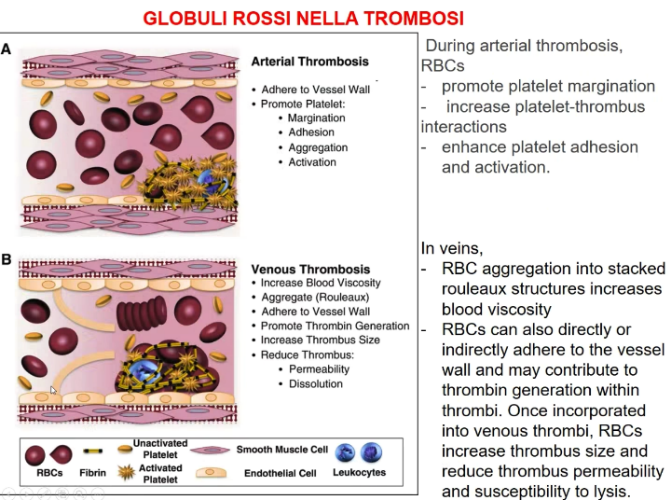 GLOBULI ROSSI NELLA TROMBOSI
A
Arterial Thrombosis
• Adhere to Vessel Wall
• Promote Platelet:
• Margination
• Adhesion
• Aggregation
• Activation
During arterial thrombosis,
RBCs
- promote platelet margination
- increase platelet-thrombus
interactions
- enhance platelet adhesion
and activation.
B
Venous Thrombosis
• Increase Blood Viscosity
• Aggregate (Rouleaux)
• Adhere to Vessel Wall
• Promote Thrombin Generation
• Increase Thrombus Size
• Reduce Thrombus:
• Permeability
• Dissolution
In veins,
- RBC aggregation into stacked
rouleaux structures increases
blood viscosity
- RBCs can also directly or
indirectly adhere to the vessel
wall and may contribute to
thrombin generation within
thrombi. Once incorporated
into venous thrombi, RBCs
increase thrombus size and
reduce thrombus permeability
and susceptibility to lysis.
RBCs
Fibrin
Unactivated
Platelet
Activated
Platelet
Smooth Muscle Cell
Endothelial Cell
Leukocytes